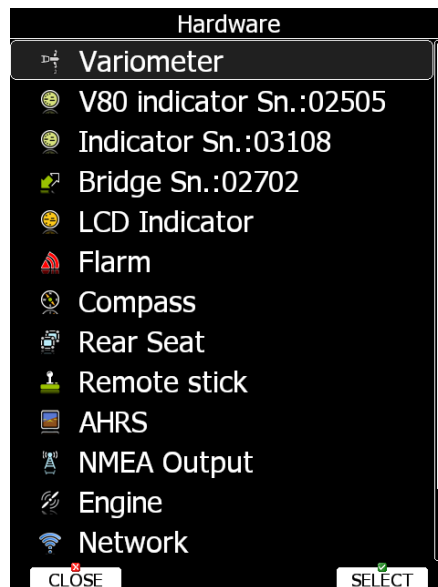 Hardware
Variometer
V80 indicator Sn.:02505
Indicator Sn.:03108
Bridge Sn.:02702
LCD Indicator
Flarm
Compass
Rear Seat
Remote stick
AHRS
NMEA Output
Engine
Network
CLOSE SELECT